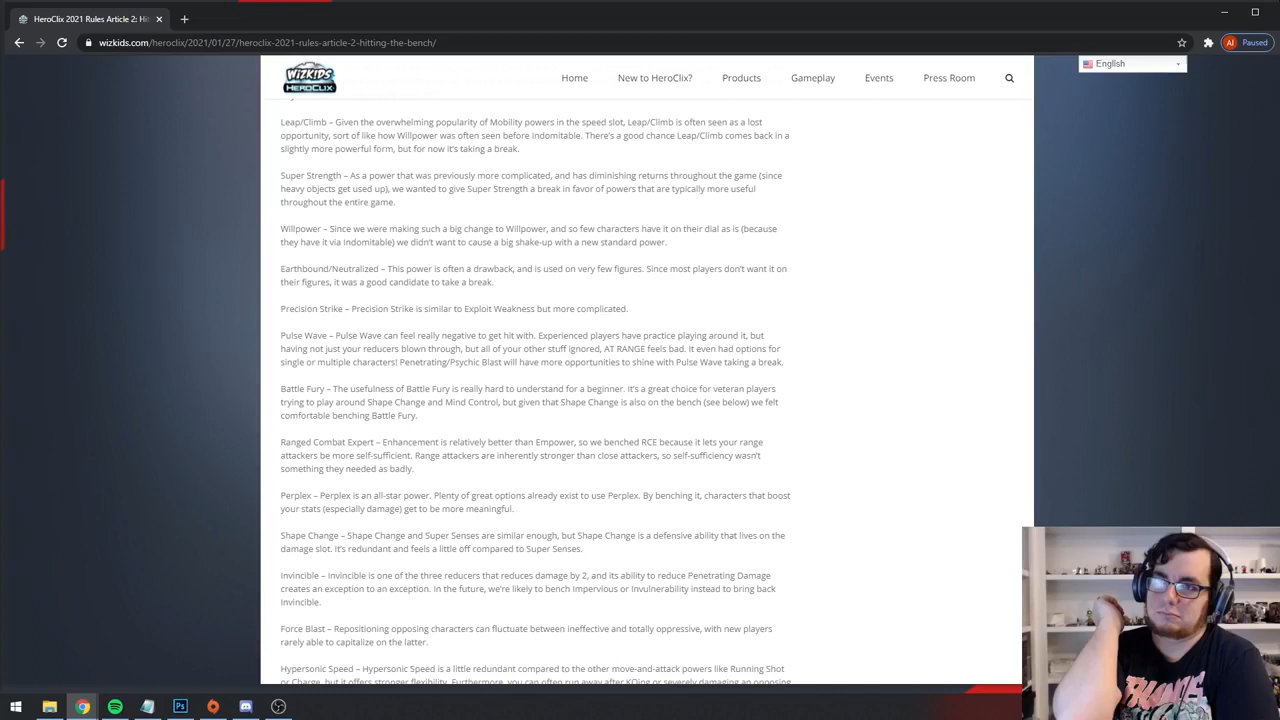 HeroClix 2021 Rules Article 2: Hi
wizkids.com/heroclix/2021/01/27/heroclix-2021-rules-article-2-hitting-the-bench/
AI Paused
WIZKIDS HEROCLIX
Home New to HeroClix? Products Gameplay Events Press Room
English
Leap/Climb – Given the overwhelming popularity of Mobility powers in the speed slot, Leap/Climb is often seen as a lost
opportunity, sort of like how Willpower was often seen before Indomitable. There's a good chance Leap/Climb comes back in a
slightly more powerful form, but for now it's taking a break.
Super Strength – As a power that was previously more complicated, and has diminishing returns throughout the game (since
heavy objects get used up), we wanted to give Super Strength a break in favor of powers that are typically more useful
throughout the entire game.
Willpower – Since we were making such a big change to Willpower, and so few characters have it on their dial as is (because
they have it via Indomitable) we didn't want to cause a big shake-up with a new standard power.
Earthbound/Neutralized – This power is often a drawback, and is used on very few figures. Since most players don't want it on
their figures, it was a good candidate to take a break.
Precision Strike – Precision Strike is similar to Exploit Weakness but more complicated.
Pulse Wave – Pulse Wave can feel really negative to get hit with. Experienced players have practice playing around it, but
having not just your reducers blown through, but all of your other stuff ignored, AT RANGE feels bad. It even had options for
single or multiple characters! Penetrating/Psychic Blast will have more opportunities to shine with Pulse Wave taking a break.
Battle Fury – The usefulness of Battle Fury is really hard to understand for a beginner. It's a great choice for veteran players
trying to play around Shape Change and Mind Control, but given that Shape Change is also on the bench (see below) we felt
comfortable benching Battle Fury.
Ranged Combat Expert – Enhancement is relatively better than Empower, so we benched RCE because it lets your range
attackers be more self-sufficient. Range attackers are inherently stronger than close attackers, so self-sufficiency wasn't
something they needed as badly.
Perplex – Perplex is an all-star power. Plenty of great options already exist to use Perplex. By benching it, characters that boost
your stats (especially damage) get to be more meaningful.
Shape Change – Shape Change and Super Senses are similar enough, but Shape Change is a defensive ability that lives on the
damage slot. It's redundant and feels a little off compared to Super Senses.
Invincible – Invincible is one of the three reducers that reduces damage by 2, and its ability to reduce Penetrating Damage
creates an exception to an exception. In the future, we're likely to bench Impervious or Invulnerability instead to bring back
Invincible.
Force Blast – Repositioning opposing characters can fluctuate between ineffective and totally oppressive, with new players
rarely able to capitalize on the latter.
Hypersonic Speed – Hypersonic Speed is a little redundant compared to the other move-and-attack powers like Running Shot
or Charge, but it offers stronger flexibility. Furthermore, you can often run away after KOing or severely damaging an opposing